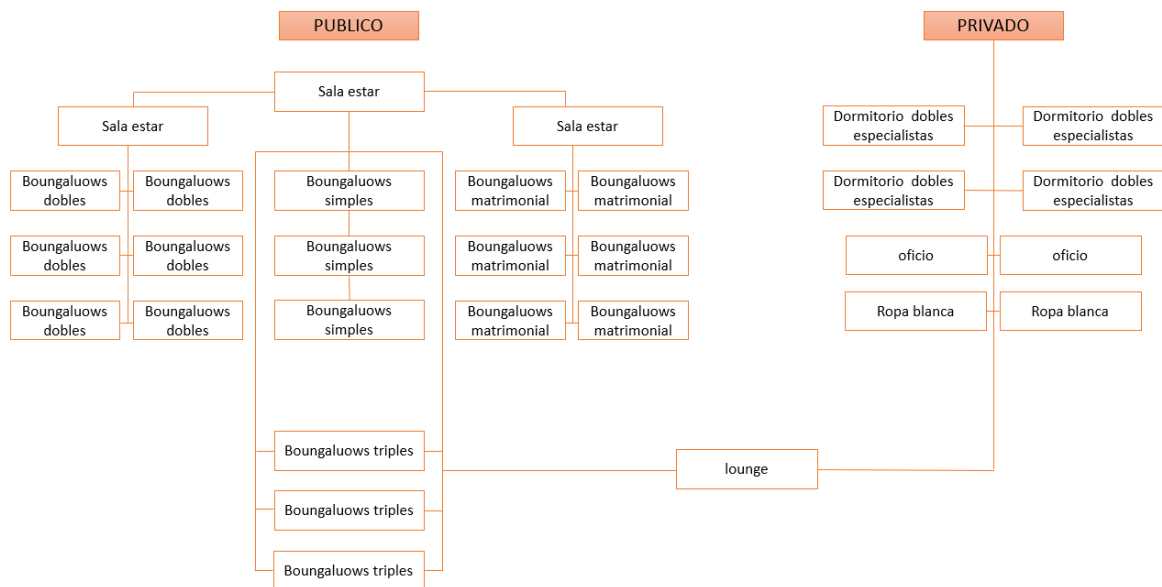 PUBLICO
PRIVADO
Sala estar
Sala estar
Sala estar
Dormitorio dobles
especialistas
Dormitorio dobles
especialistas
Boungaluows
dobles
Boungaluows
dobles
Boungaluows
simples
Boungaluows
matrimonial
Boungaluows
matrimonial
Dormitorio dobles
especialistas
Dormitorio dobles
especialistas
Boungaluows
dobles
Boungaluows
dobles
Boungaluows
simples
Boungaluows
matrimonial
Boungaluows
matrimonial
oficio
oficio
Boungaluows
dobles
Boungaluows
dobles
Boungaluows
simples
Boungaluows
matrimonial
Boungaluows
matrimonial
Ropa blanca
Ropa blanca
Boungaluows triples
lounge
Boungaluows triples
Boungaluows triples